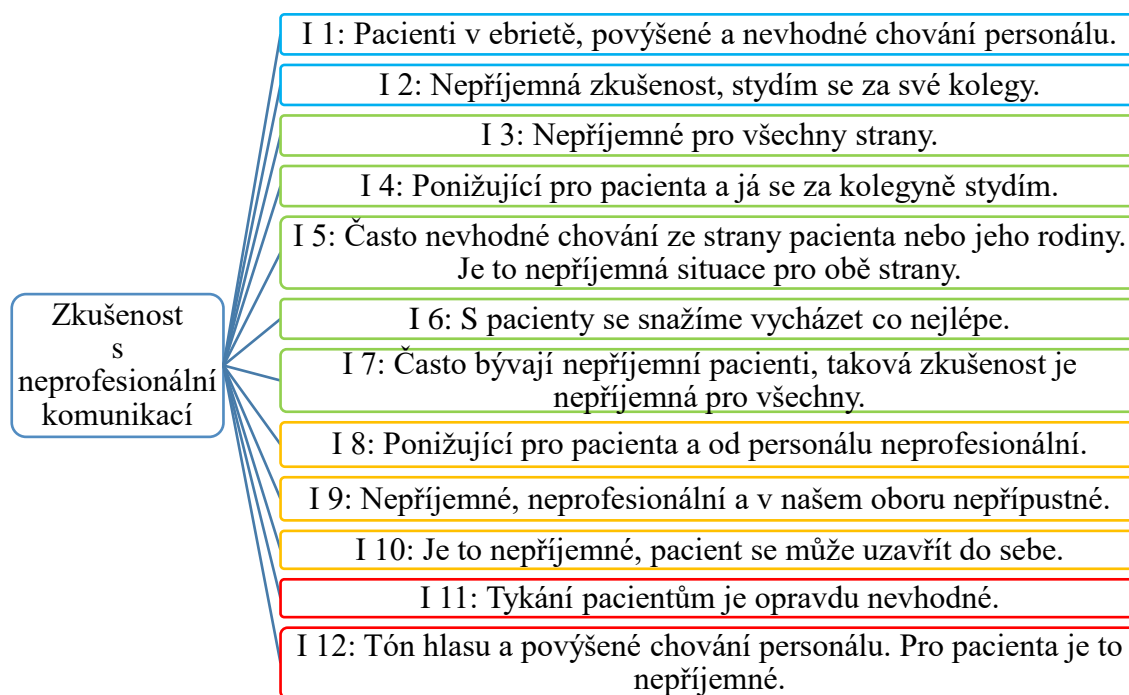 Zkušenost
s
neprofesionální
komunikací
I 1: Pacienti v ebrietě, povýšené a nevhodné chování personálu.
I 2: Nepříjemná zkušenost, stydím se za své kolegy.
I 3: Nepříjemné pro všechny strany.
I 4: Ponižující pro pacienta a já se za kolegyně stydím.
I 5: Často nevhodné chování ze strany pacienta nebo jeho rodiny.
Je to nepříjemná situace pro obě strany.
I 6: S pacienty se snažíme vycházet co nejlépe.
I 7: Často bývají nepříjemní pacienti, taková zkušenost je
nepříjemná pro všechny.
I 8: Ponižující pro pacienta a od personálu neprofesionální.
I 9: Nepříjemné, neprofesionální a v našem oboru nepřípustné.
I 10: Je to nepříjemné, pacient se může uzavřít do sebe.
I 11: Tykání pacientům je opravdu nevhodné.
I 12: Tón hlasu a povýšené chování personálu. Pro pacienta je to
nepříjemné.